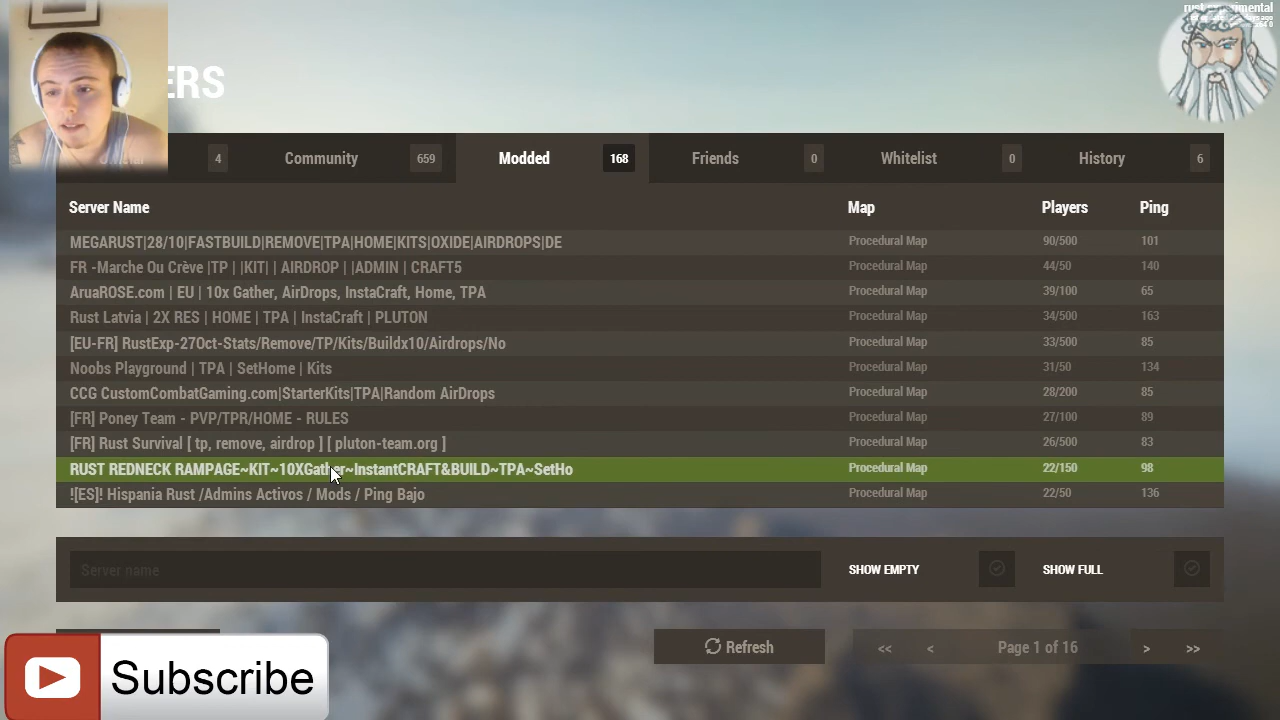 rust experimental
ERS
4
Community 659
Modded 168
Friends 0
Whitelist 0
History 6
Server Name Map Players Ping
MEGARUST|28/10|FASTBUILD|REMOVE|TPA|HOME|KITS|OXIDE|AIRDROPS|DE Procedural Map 90/500 101
FR -Marche Ou Crève |TP | |KIT| | AIRDROP | |ADMIN | CRAFT5 Procedural Map 44/50 140
AruaROSE.com | EU | 10x Gather, AirDrops, InstaCraft, Home, TPA Procedural Map 39/100 65
Rust Latvia | 2X RES | HOME | TPA | InstaCraft | PLUTON Procedural Map 34/500 163
[EU-FR] RustExp-27Oct-Stats/Remove/TP/Kits/Buildx10/Airdrops/No Procedural Map 33/500 85
Noobs Playground | TPA | SetHome | Kits Procedural Map 31/50 134
CCG CustomCombatGaming.com|StarterKits|TPA|Random AirDrops Procedural Map 28/200 85
[FR] Poney Team - PVP/TPR/HOME - RULES Procedural Map 27/100 89
[FR] Rust Survival [ tp, remove, airdrop ] [ pluton-team.org ] Procedural Map 26/500 83
RUST REDNECK RAMPAGE~KIT~10XGather~InstantCRAFT&BUILD~TPA~SetHo Procedural Map 22/150 98
![ES]! Hispania Rust /Admins Activos / Mods / Ping Bajo Procedural Map 22/50 136
Server name SHOW EMPTY SHOW FULL
Refresh << < Page 1 of 16 > >>
Subscribe